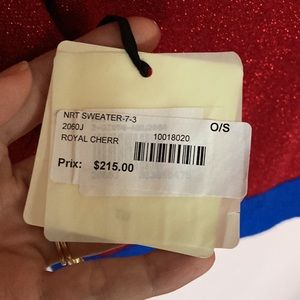 NRT SWEATER-7-3
2060J O/S
ROYAL CHERR 10018020
Prix: $215.00